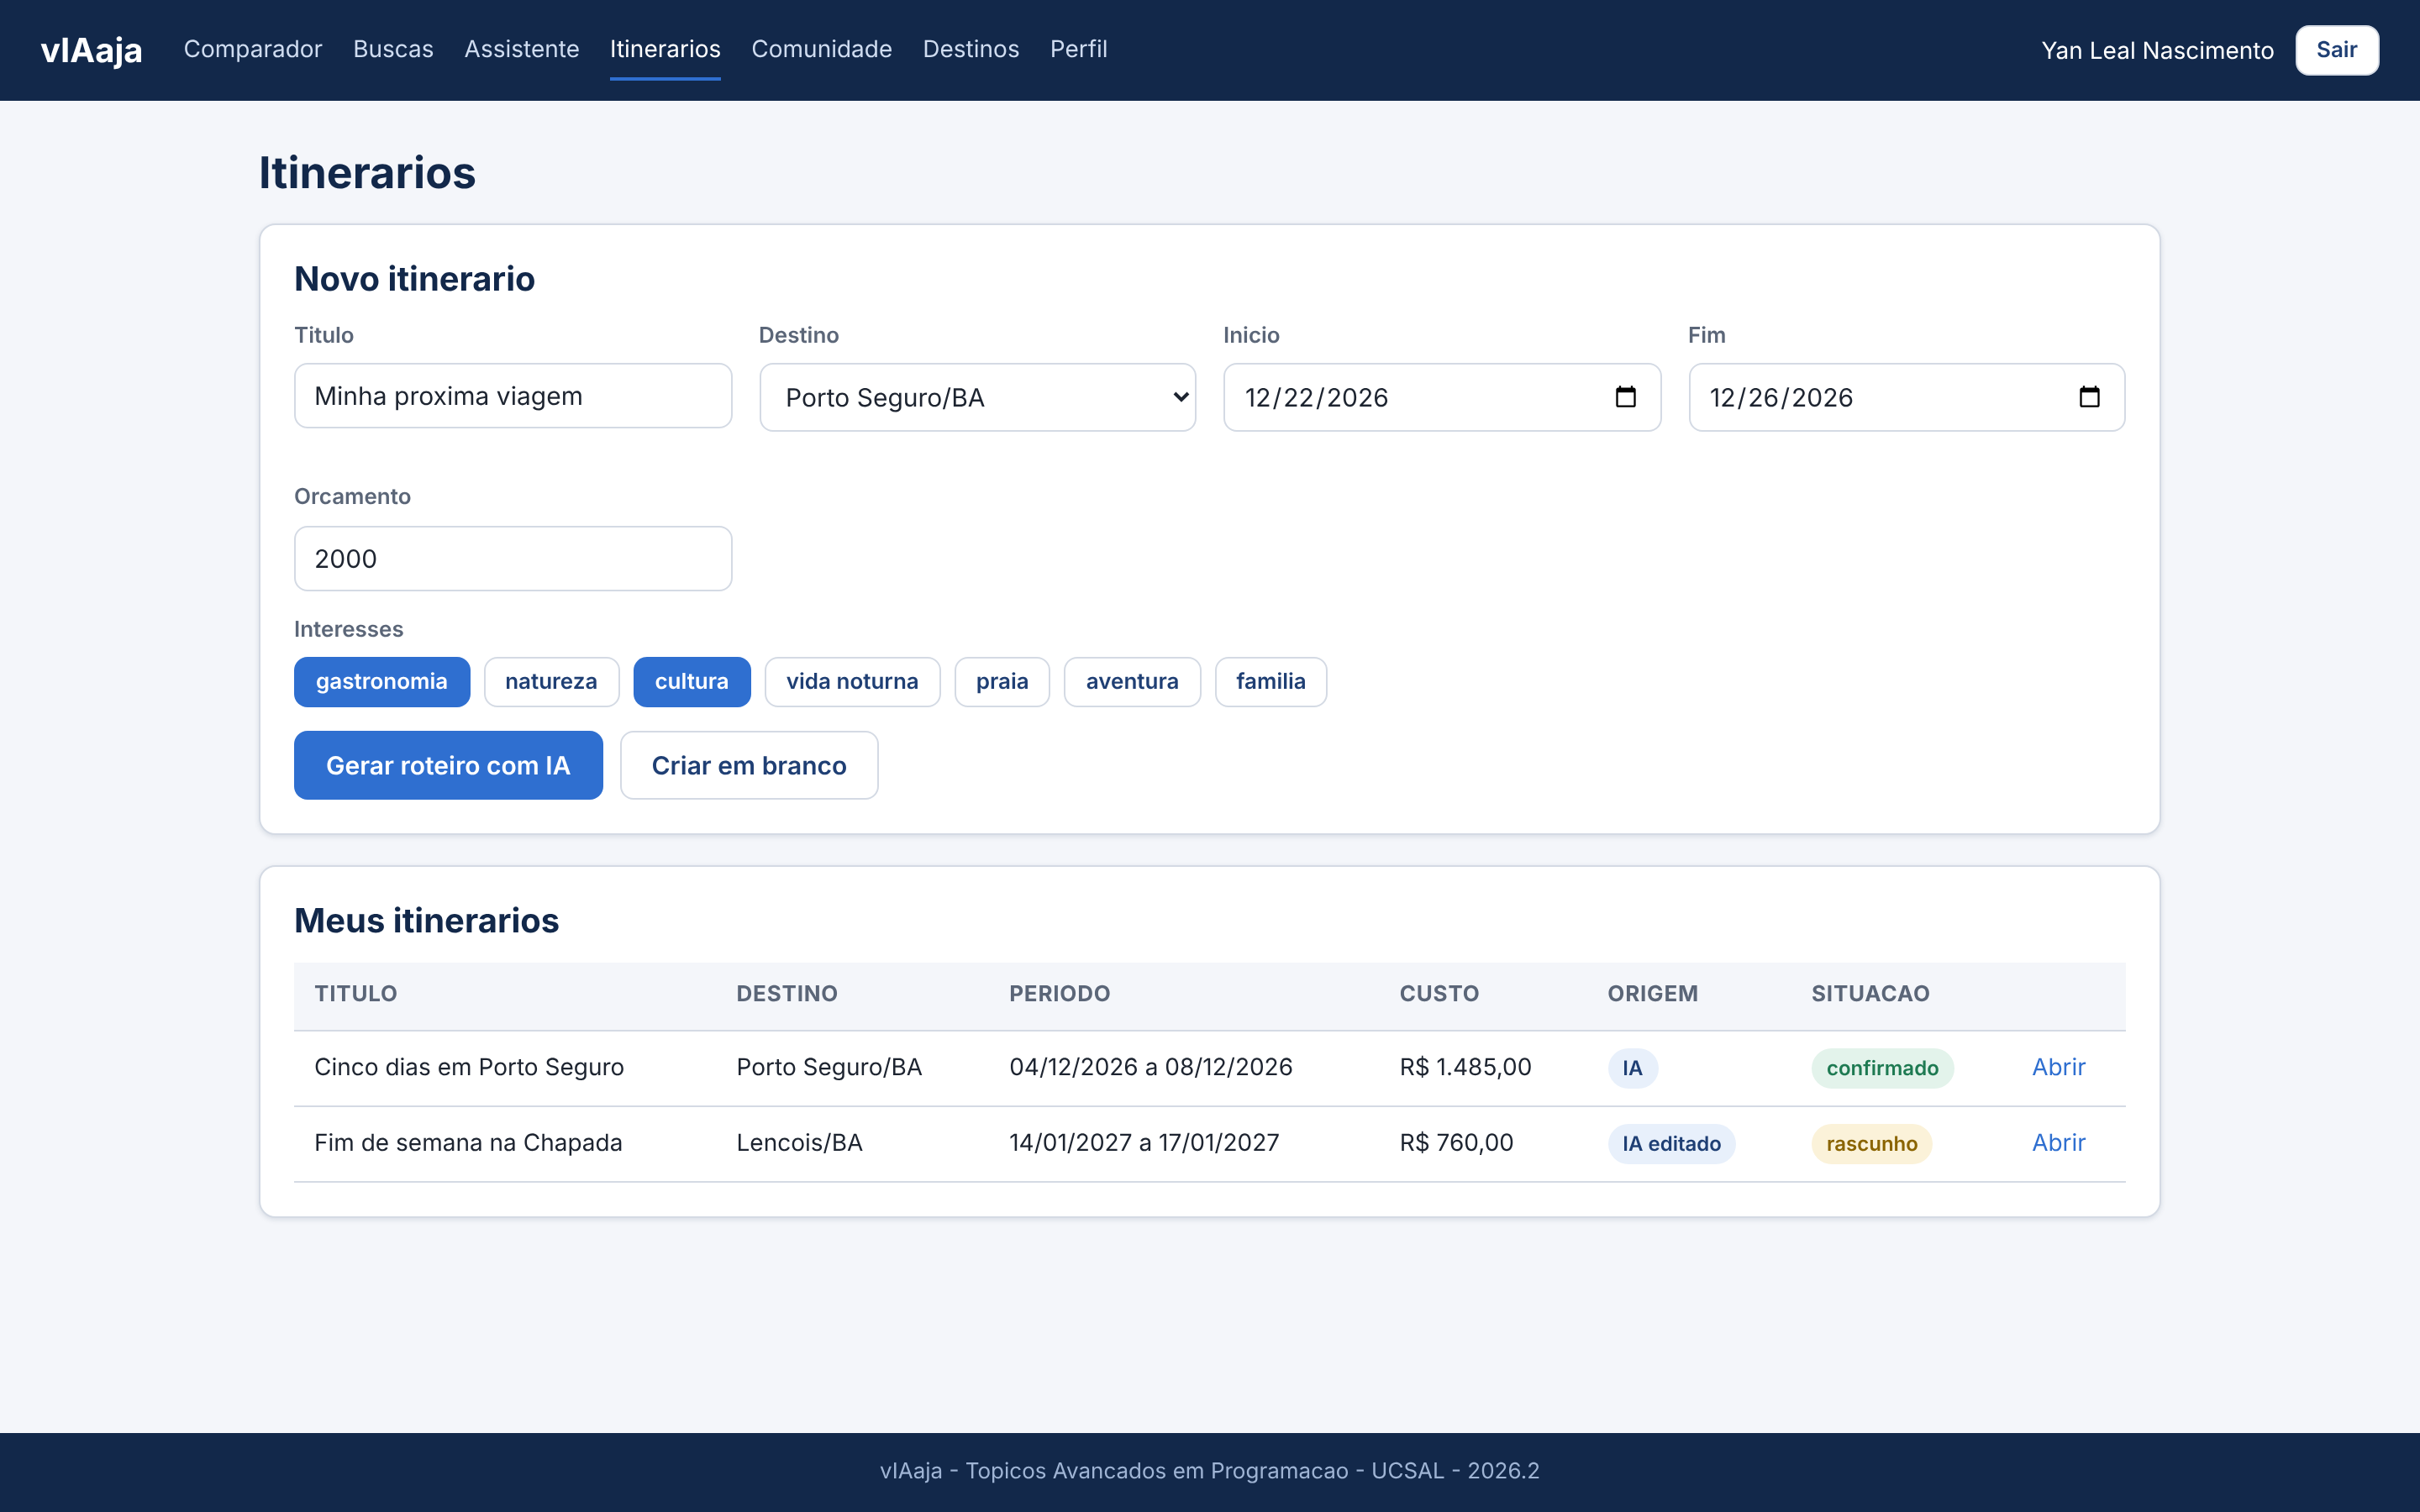 vIAaja Comparador Buscas Assistente Itinerarios Comunidade Destinos Perfil Yan Leal Nascimento Sair
Itinerarios
Novo itinerario
Titulo Destino Inicio Fim
Minha proxima viagem Porto Seguro/BA 12/22/2026 12/26/2026
Orcamento
2000
Interesses
gastronomia natureza cultura vida noturna praia aventura familia
Gerar roteiro com IA Criar em branco
Meus itinerarios
TITULO DESTINO PERIODO CUSTO ORIGEM SITUACAO
Cinco dias em Porto Seguro Porto Seguro/BA 04/12/2026 a 08/12/2026 R$ 1.485,00 IA confirmado Abrir
Fim de semana na Chapada Lencois/BA 14/01/2027 a 17/01/2027 R$ 760,00 IA editado rascunho Abrir
vIAaja - Topicos Avancados em Programacao - UCSAL - 2026.2